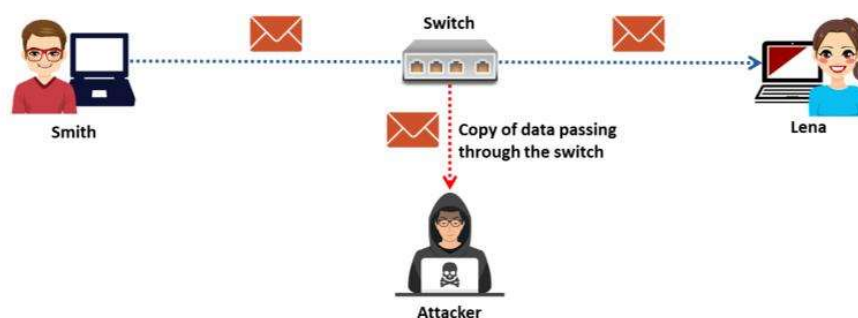 Switch
Smith
Copy of data passing
through the switch
Lena
Attacker